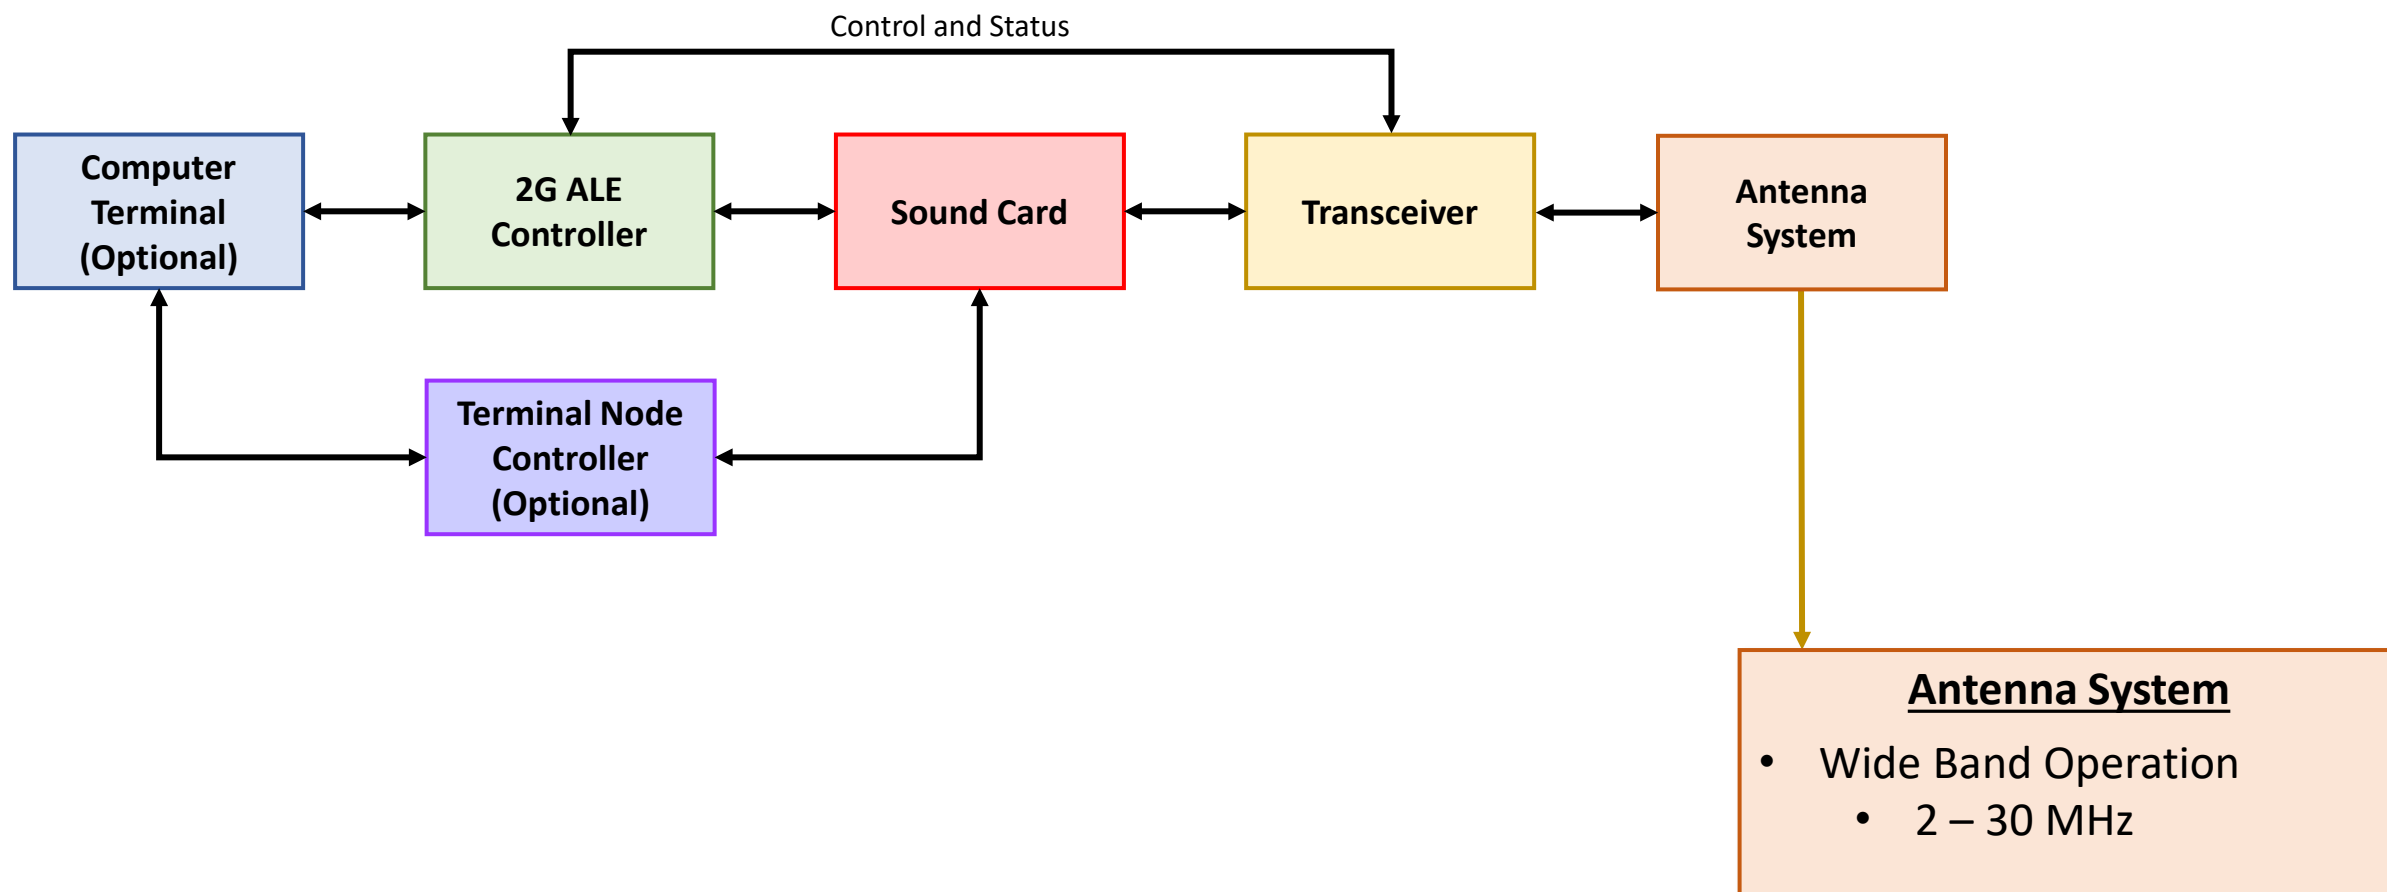 Control and Status
Computer
Terminal
(Optional)
2G ALE
Controller
Sound Card
Transceiver
Antenna
System
Terminal Node
Controller
(Optional)
Antenna System
• Wide Band Operation
• 2 – 30 MHz